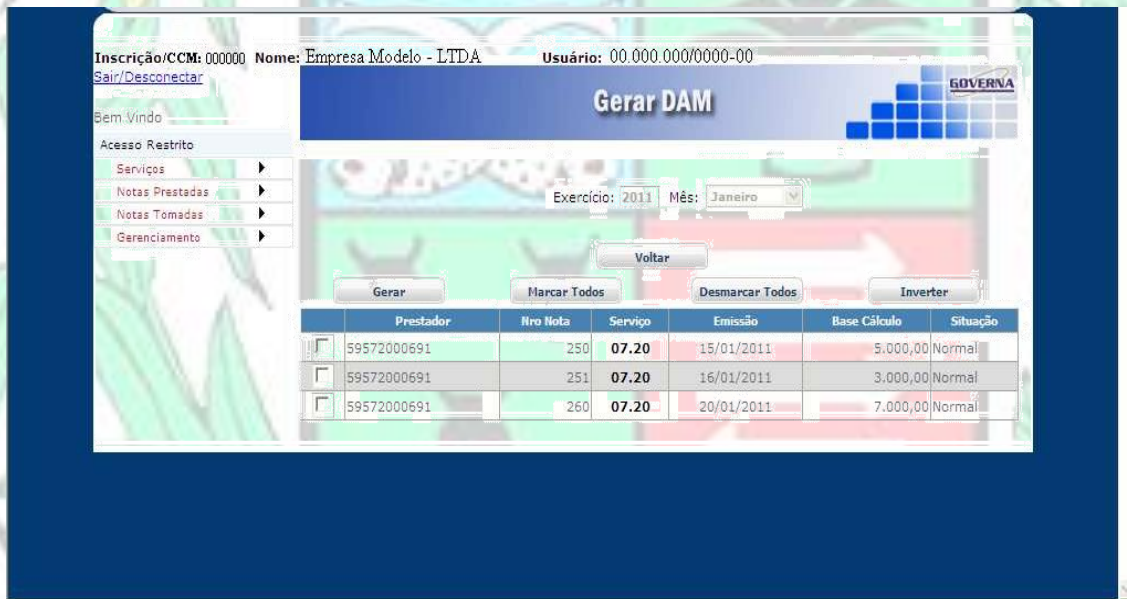 Inscrição/CCM: 000000 Nome: Empresa Modelo - LTDA Usuário: 00.000.000/0000-00
Sair/Desconectar
Gerar DAM
GOVERNA
Bem Vindo
Acesso Restrito
Serviços
Notas Prestadas
Notas Tomadas
Gerenciamento
Exercício: 2011 Mês: Janeiro
Voltar
Gerar Marcar Todos Desmarcar Todos Inverter
Prestador Nro Nota Serviço Emissão Base Cálculo Situação
59572000691 250 07.20 15/01/2011 5.000,00 Normal
59572000691 251 07.20 16/01/2011 3.000,00 Normal
59572000691 260 07.20 20/01/2011 7.000,00 Normal